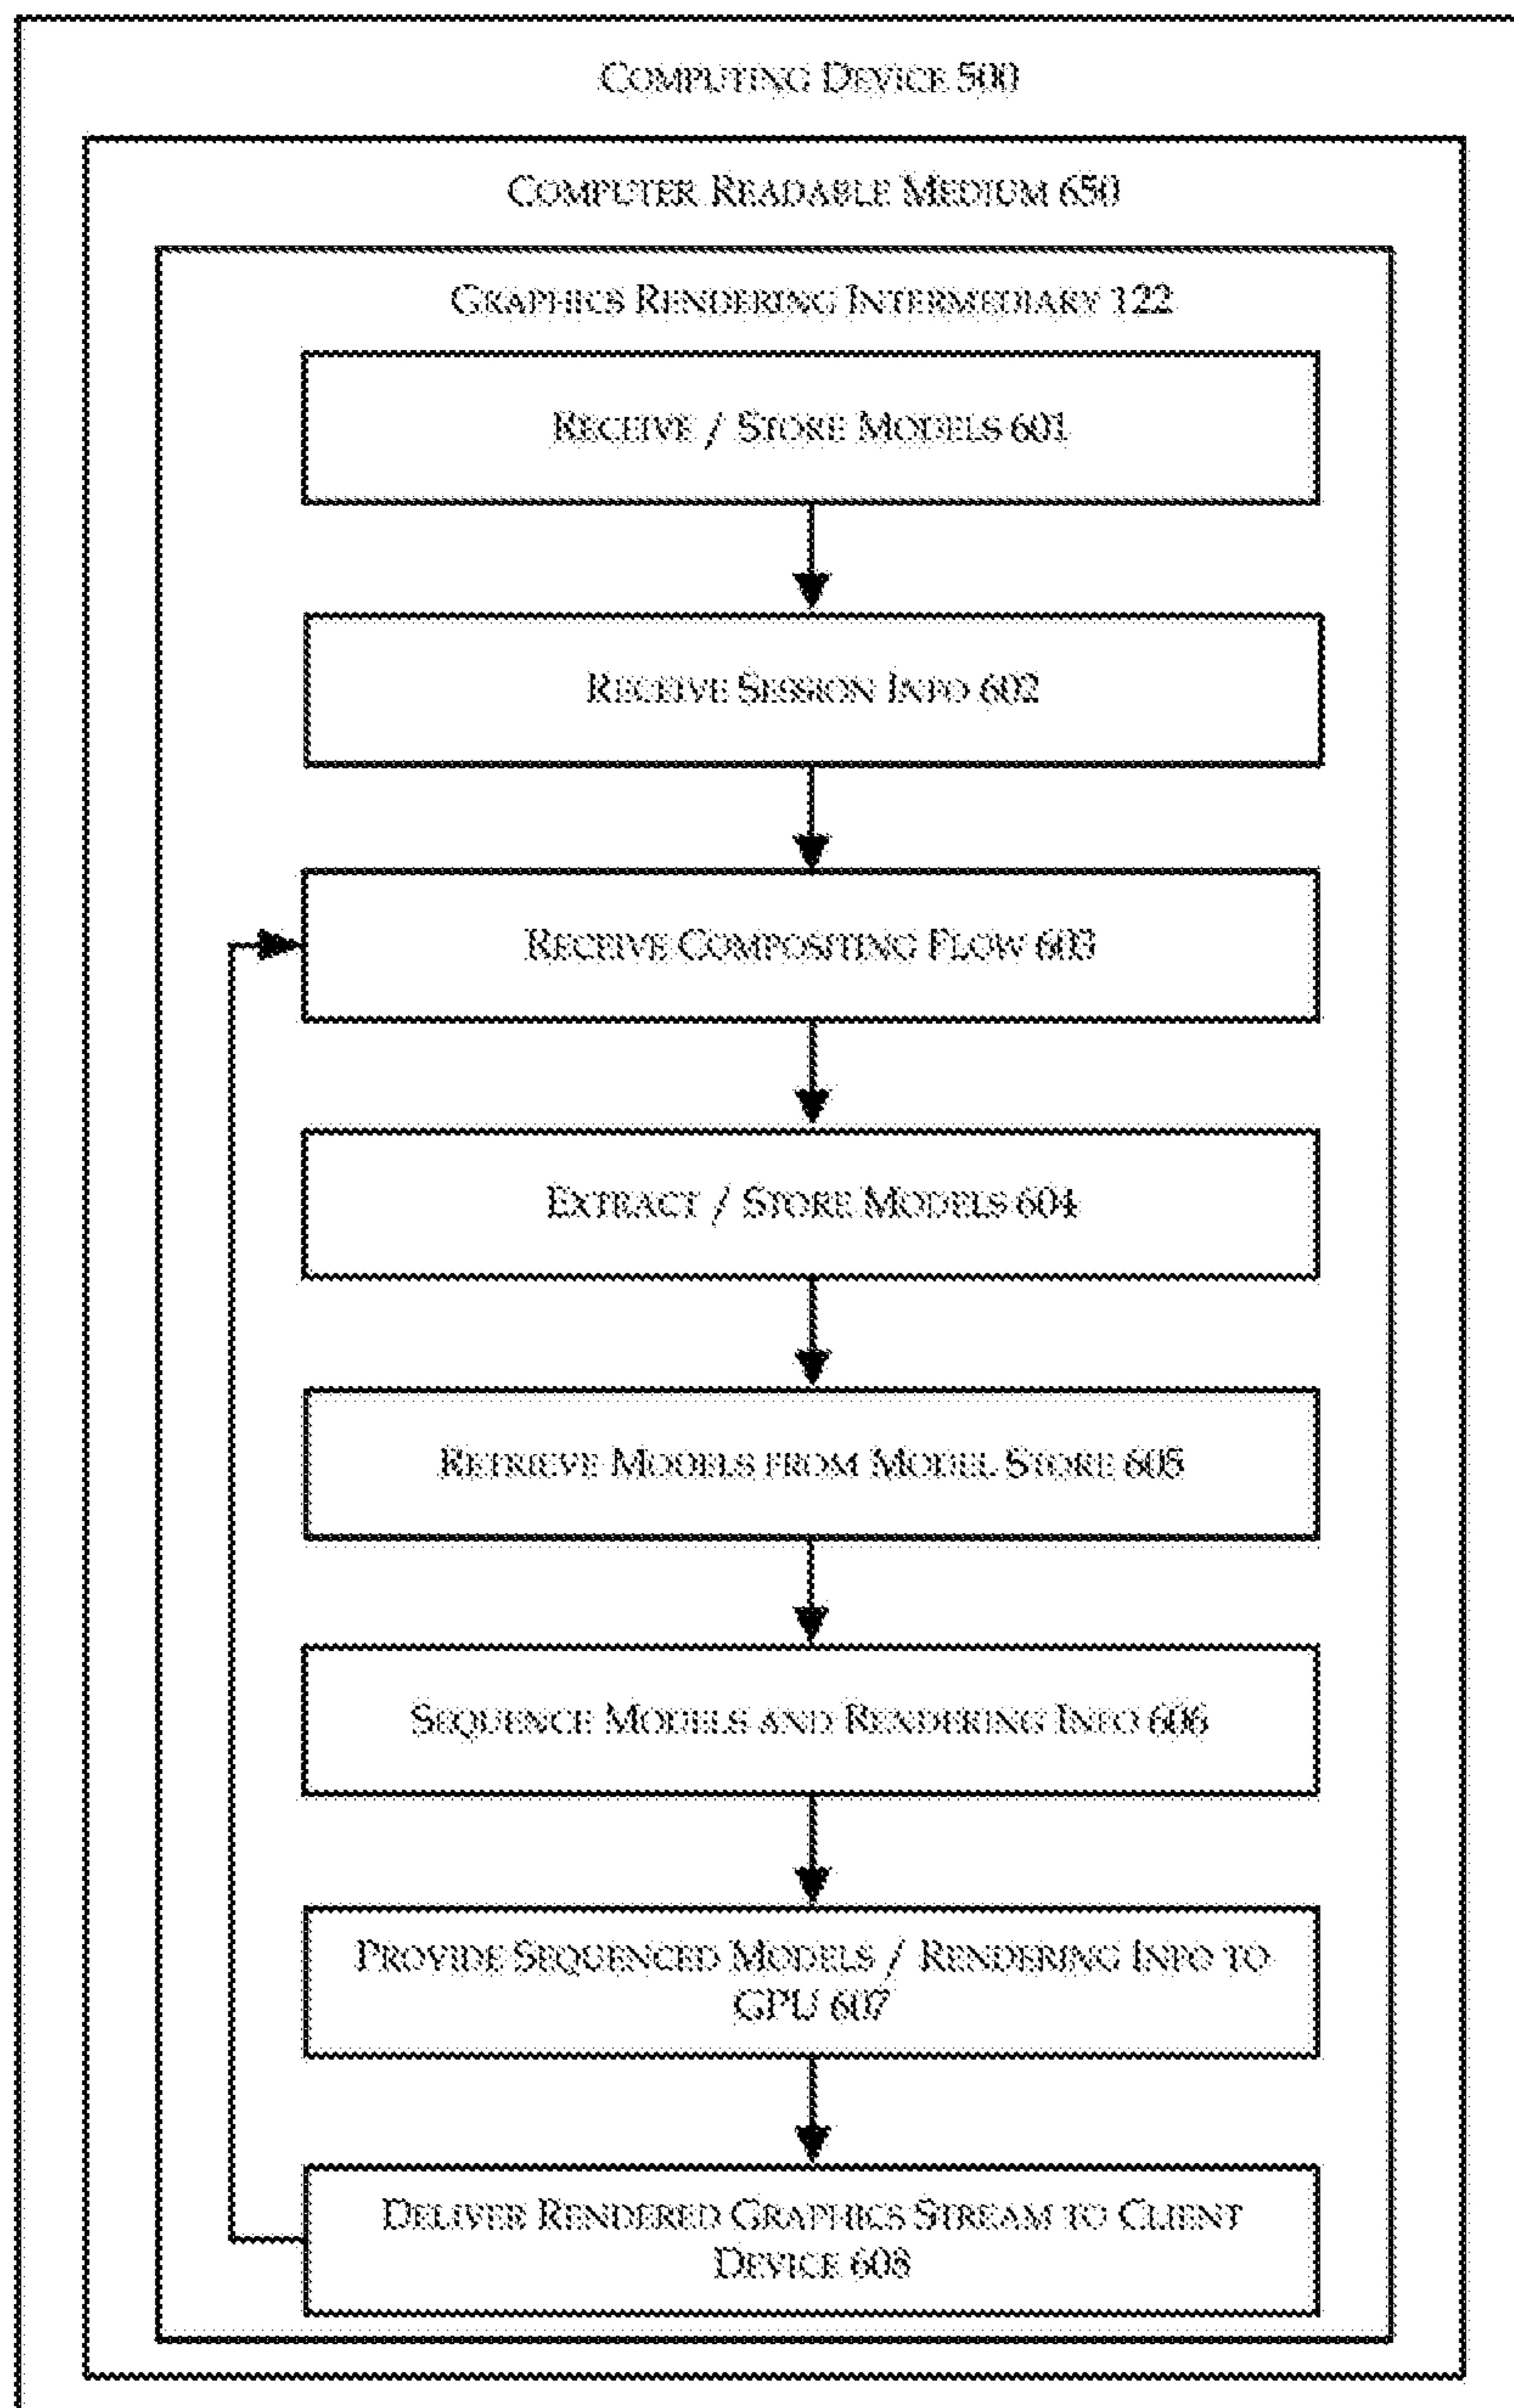 COMPUTING DEVICE 500
COMPUTER READABLE MEDIUM 650
GRAPHICS RENDERING INTERMEDIARY 122
RECEIVE / STORE MODELS 601
RECEIVE SESSION INFO 602
RECEIVE COMPOSITING FLOW 603
EXTRACT / STORE MODELS 604
RETRIEVE MODELS FROM MODEL STORE 605
SEQUENCE MODELS AND RENDERING INFO 606
PROVIDE SEQUENCED MODELS / RENDERING INFO TO
GPU 607
DELIVER RENDERED GRAPHICS STREAM TO CLIENT
DEVICE 608